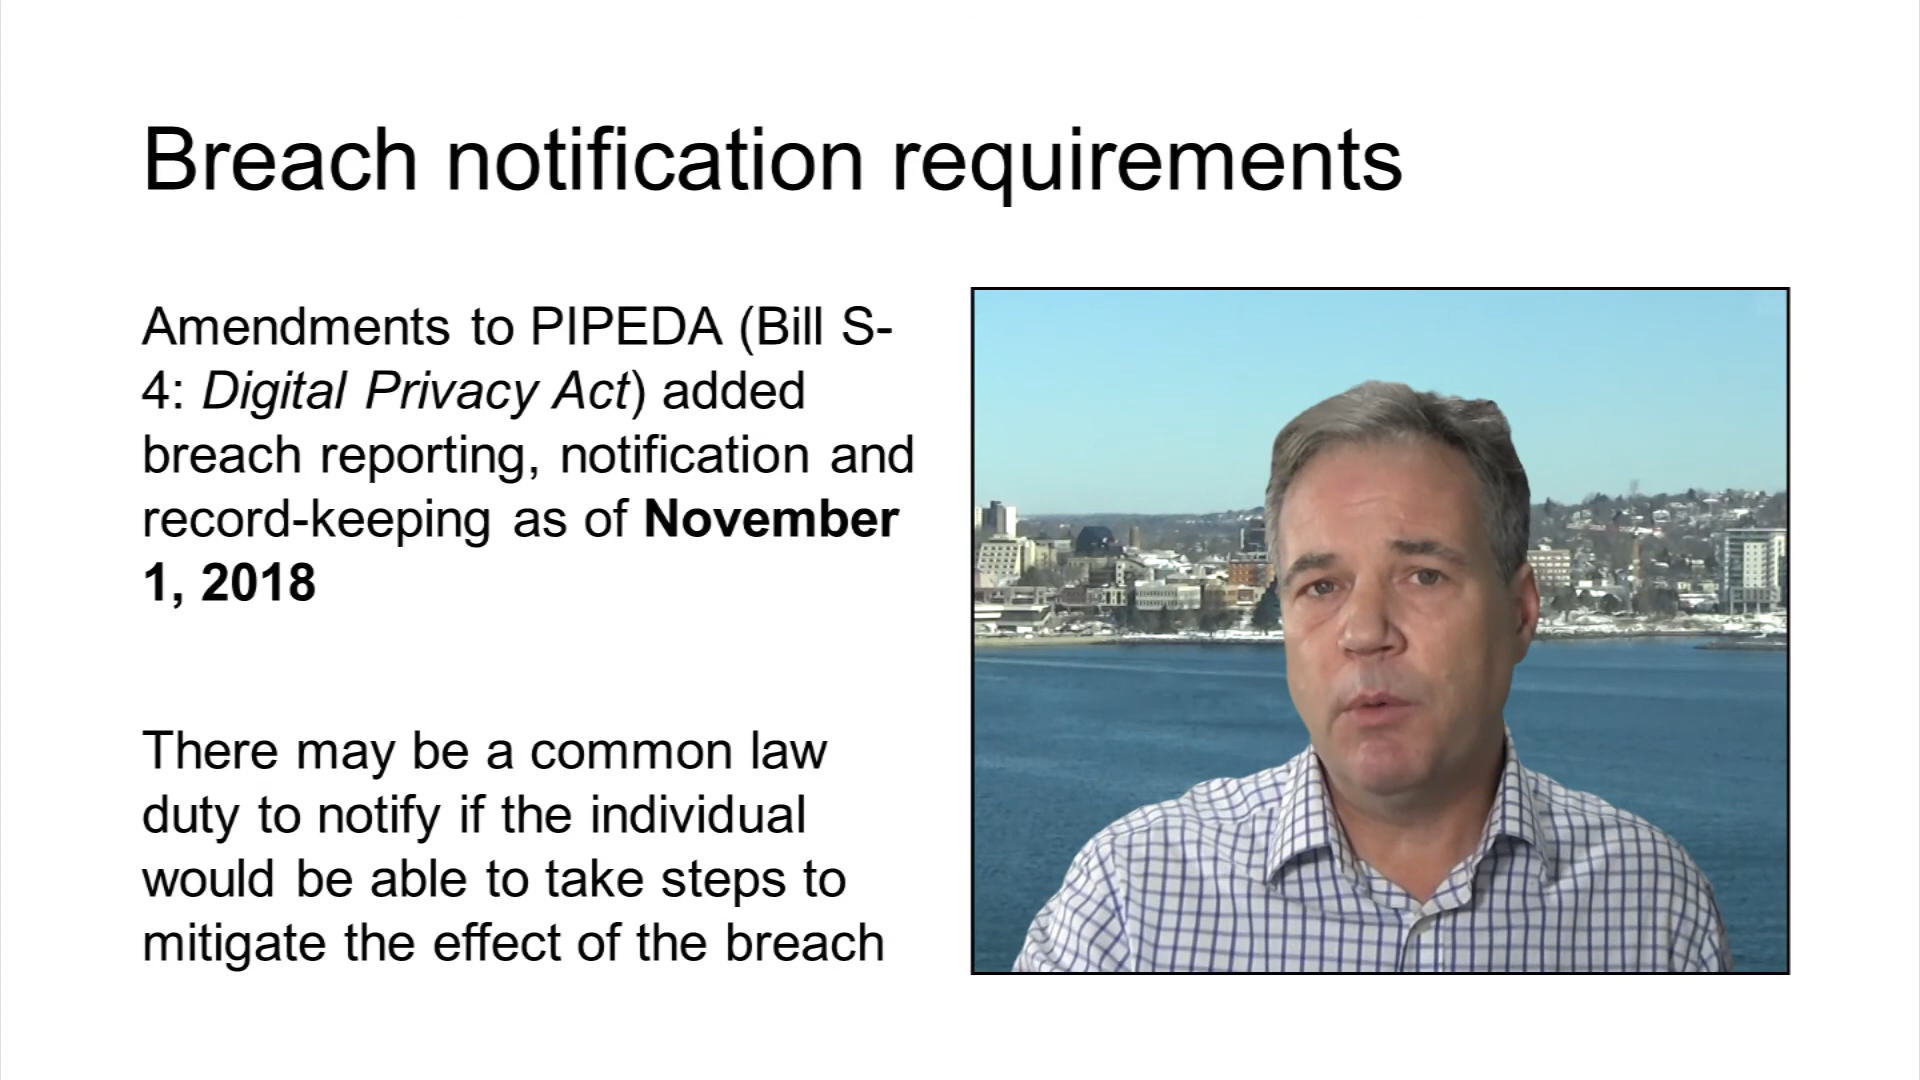 Breach notification requirements
Amendments to PIPEDA (Bill S-
4: Digital Privacy Act) added
breach reporting, notification and
record-keeping as of November
1, 2018
There may be a common law
duty to notify if the individual
would be able to take steps to
mitigate the effect of the breach